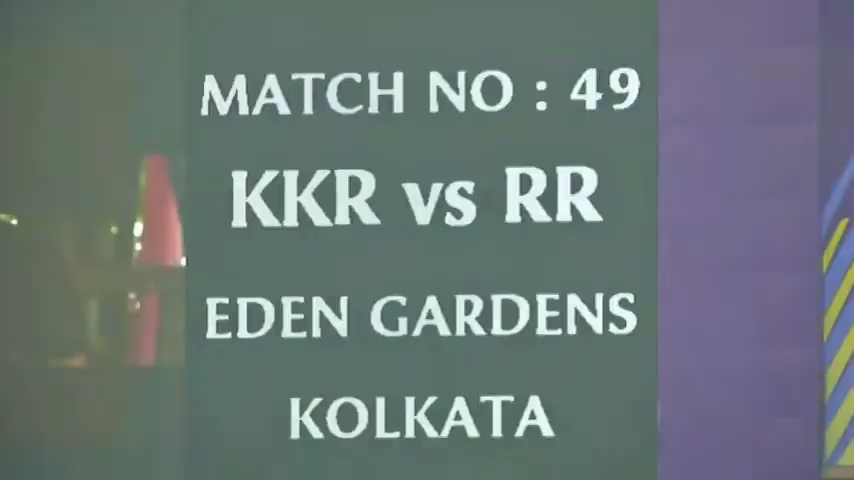 MATCH NO : 49
KKR vs RR
EDEN GARDENS
KOLKATA